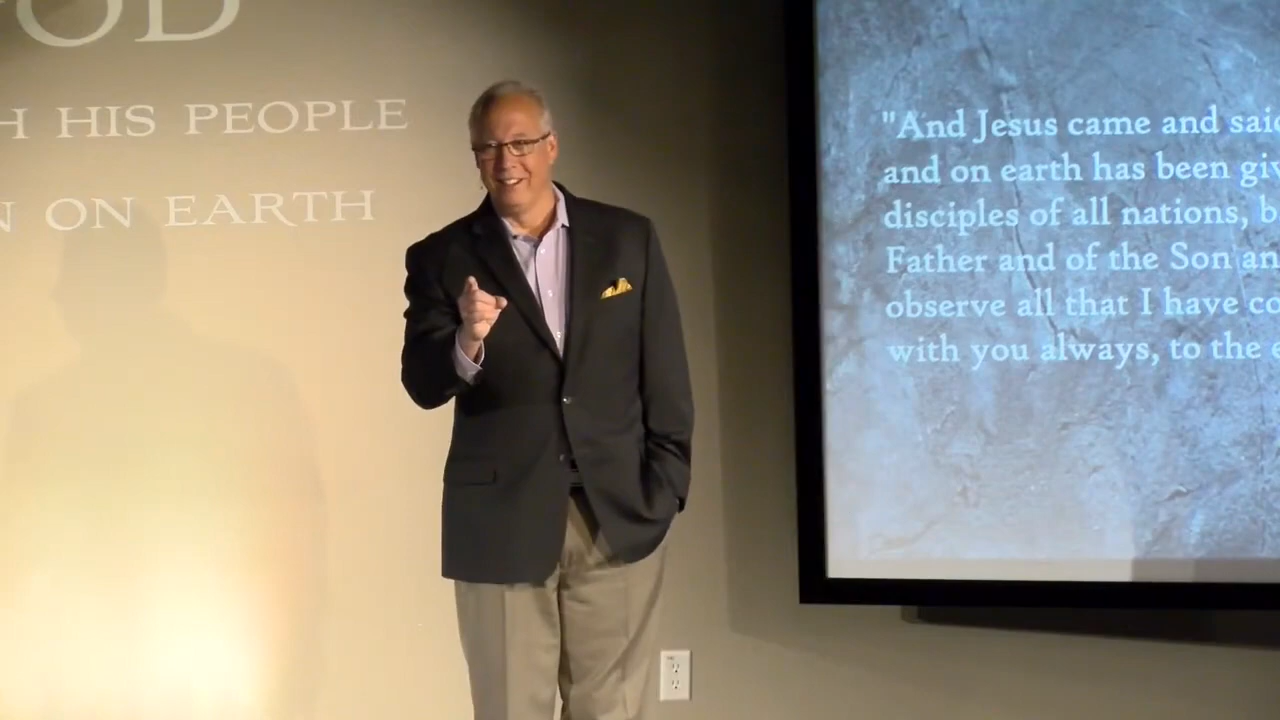 OD
H HIS PEOPLE
N ON EARTH
"And Jesus came and said
and on earth has been giv
disciples of all nations, b
Father and of the Son an
observe all that I have co
with you always, to the e